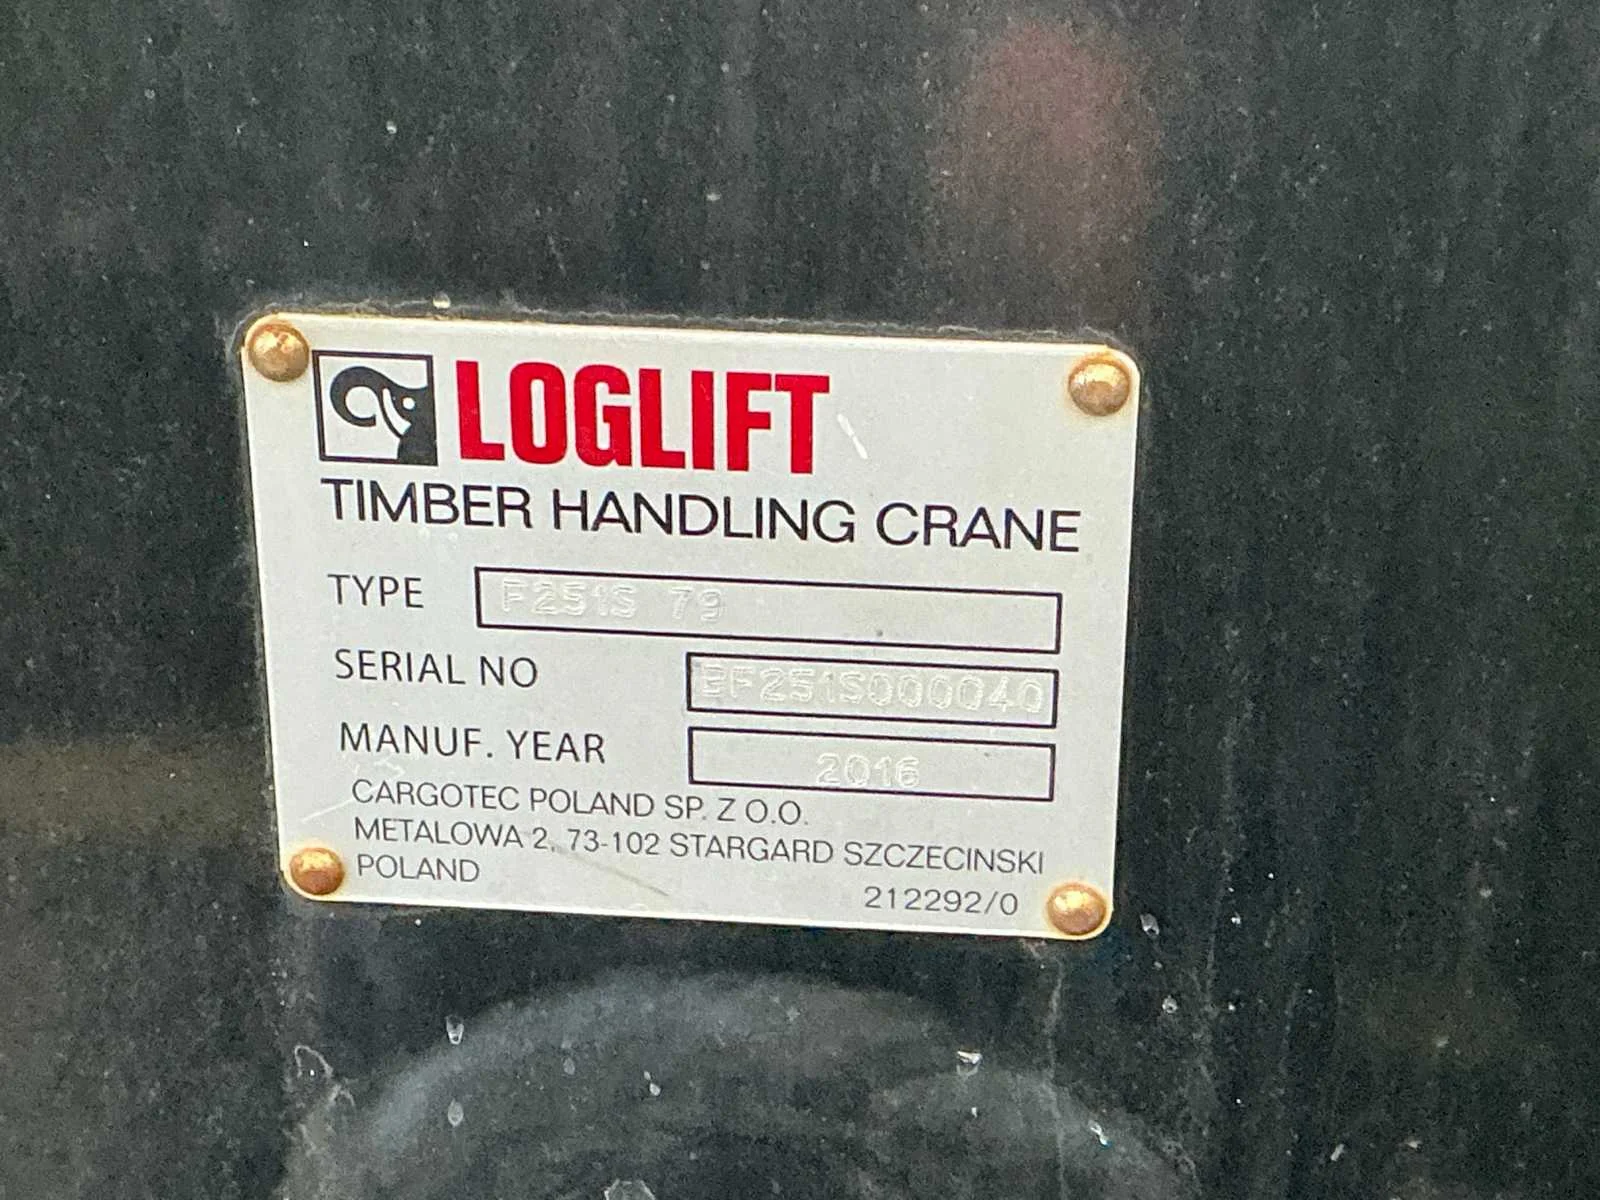 LOGLIFT
TIMBER HANDLING CRANE
TYPE F251S 79
SERIAL NO BF251S000040
MANUF. YEAR 2016
CARGOTEC POLAND SP. Z O.O.
METALOWA 2, 73-102 STARGARD SZCZECINSKI
POLAND
212292/0